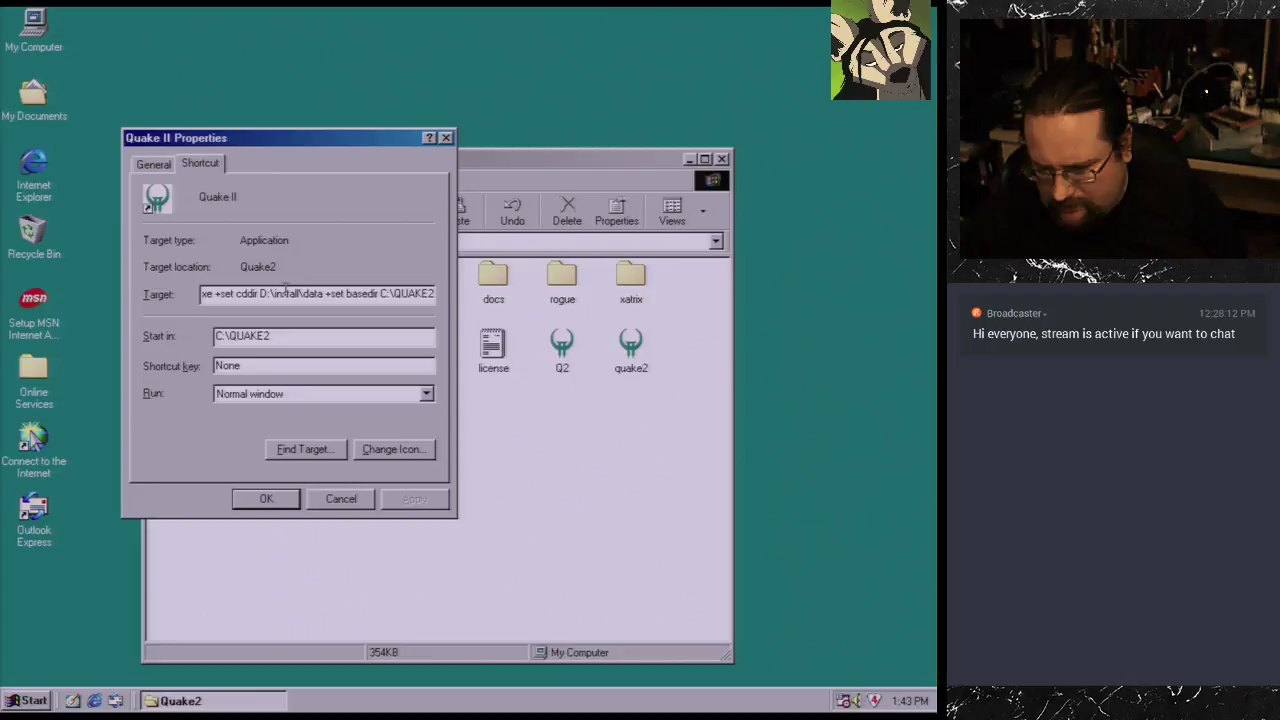 My Computer
My Documents
Internet
Explorer
Recycle Bin
msn
Setup MSN
Internet A...
Online
Services
Connect to the
Internet
Outlook
Express
Quake II Properties
General
Shortcut
Quake II
Target type:
Application
Target location:
Quake2
Target:
xe +set cddir D:\install\data +set basedir C:\QUAKE2
Start in:
C:\QUAKE2
Shortcut key:
None
Run:
Normal window
Find Target...
Change Icon...
OK
Cancel
Apply
Undo
Delete
Properties
Views
docs
rogue
xatrix
license
Q2
quake2
354KB
My Computer
Start
Quake2
1:43 PM
Broadcaster
12:28:12 PM
Hi everyone, stream is active if you want to chat